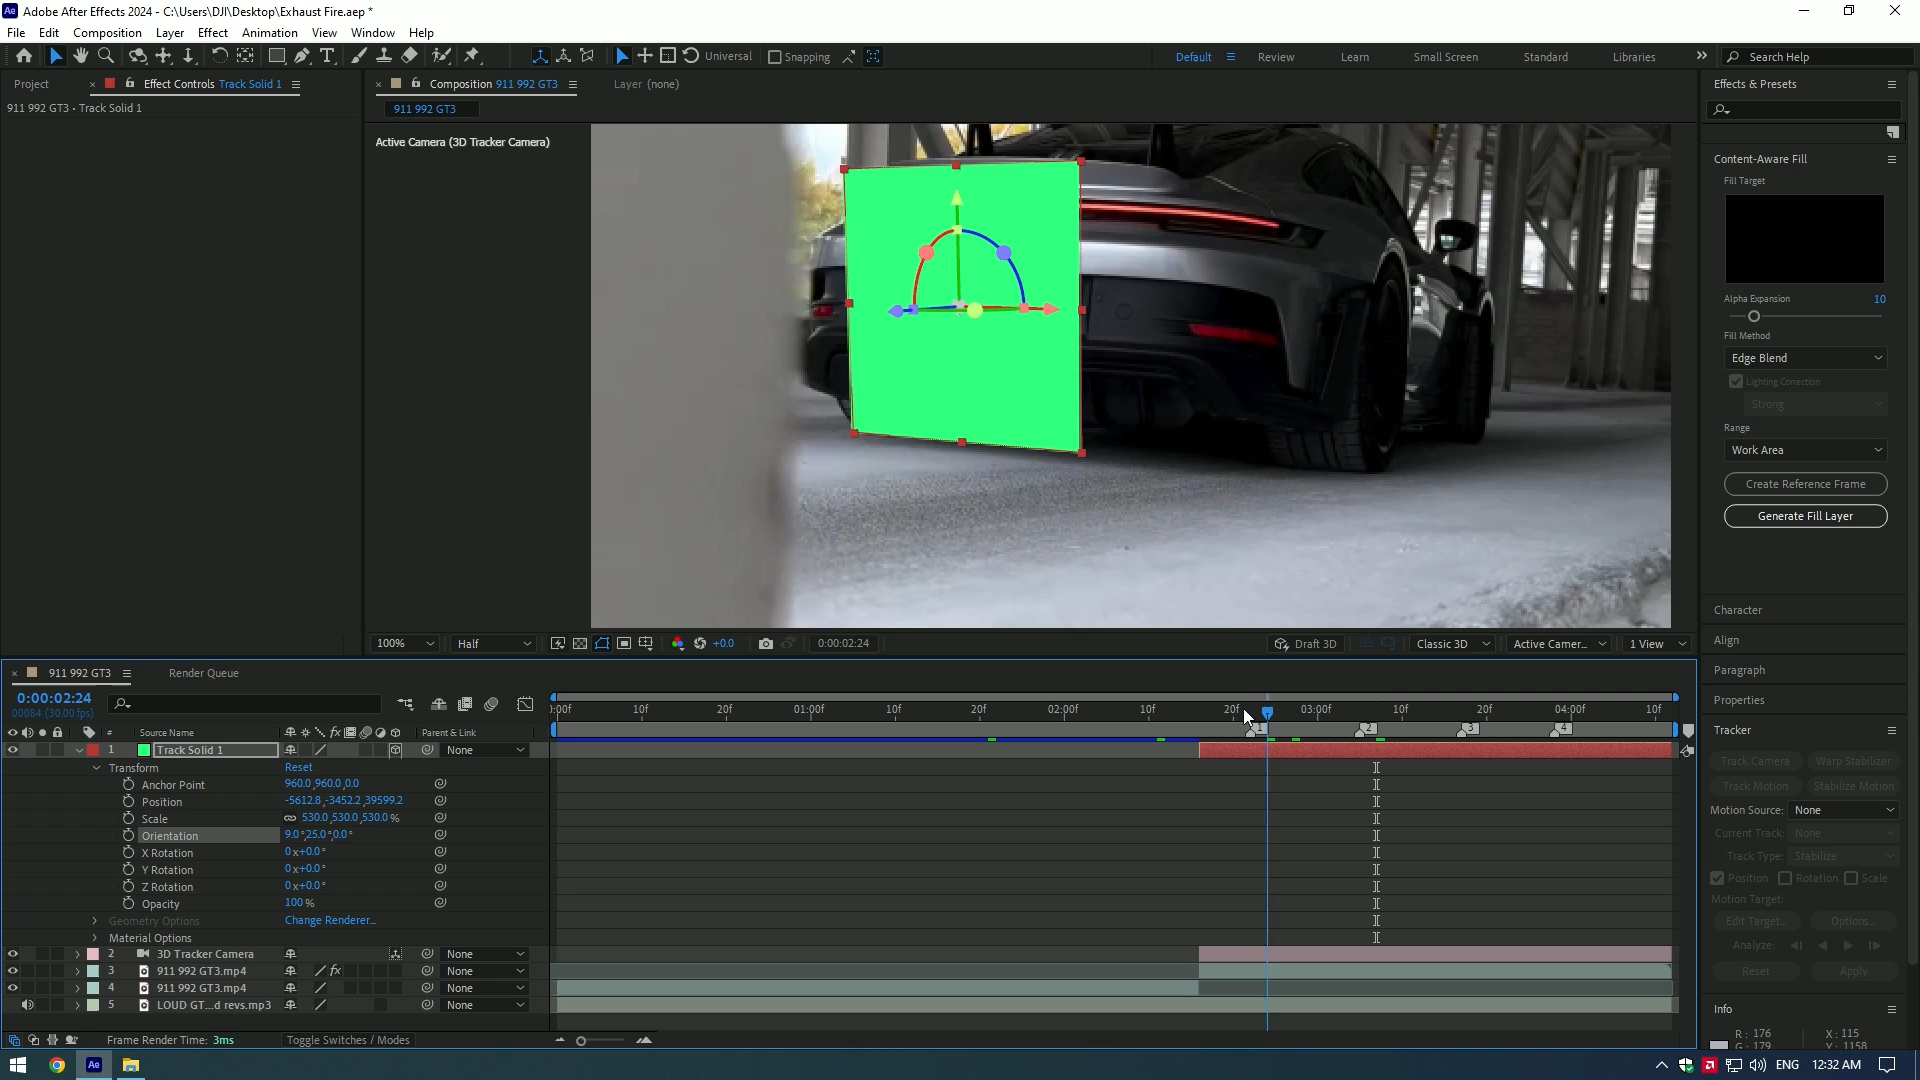 Adobe After Effects 2024 - C:\Users\DJI\Desktop\Exhaust Fire.aep *
File Edit Composition Layer Effect Animation View Window Help
Universal Snapping Default Review Learn Small Screen Standard Libraries Search Help
Project Effect Controls Track Solid 1 Composition 911 992 GT3 Layer (none) Effects & Presets
911 992 GT3 • Track Solid 1
911 992 GT3
Active Camera (3D Tracker Camera)
Content-Aware Fill
Fill Target
Alpha Expansion 10
Fill Method
Edge Blend
Lighting Correction
Strong
Range
Work Area
Create Reference Frame
Generate Fill Layer
Character
Align
Paragraph
Properties
100% Half +0.0 0:00:02:24 Draft 3D Classic 3D Active Camer... 1 View
911 992 GT3 Render Queue
0:00:02:24
00084 (30.00 fps)
:00f 10f 20f 01:00f 10f 20f 02:00f 10f 20f 03:00f 10f 20f 04:00f 10f
# Source Name fx Parent & Link
1 2 3 4
1 Track Solid 1 None
Transform Reset
Anchor Point 960.0,960.0,0.0
Position -5612.8,-3452.2,39599.2
Scale 530.0,530.0,530.0 %
Orientation 9.0°,25.0°,0.0°
X Rotation 0x+0.0°
Y Rotation 0x+0.0°
Z Rotation 0x+0.0°
Opacity 100 %
Geometry Options Change Renderer...
Material Options
2 3D Tracker Camera None
3 911 992 GT3.mp4 fx None
4 911 992 GT3.mp4 None
5 LOUD GT...d revs.mp3 None
Frame Render Time: 3ms Toggle Switches / Modes
Tracker
Track Camera Warp Stabilizer
Track Motion Stabilize Motion
Motion Source: None
Current Track: None
Track Type: Stabilize
Position Rotation Scale
Motion Target:
Edit Target... Options...
Analyze:
Reset Apply
Info
R: 176 X: 115
G: 179 Y: 1158
ENG 12:32 AM